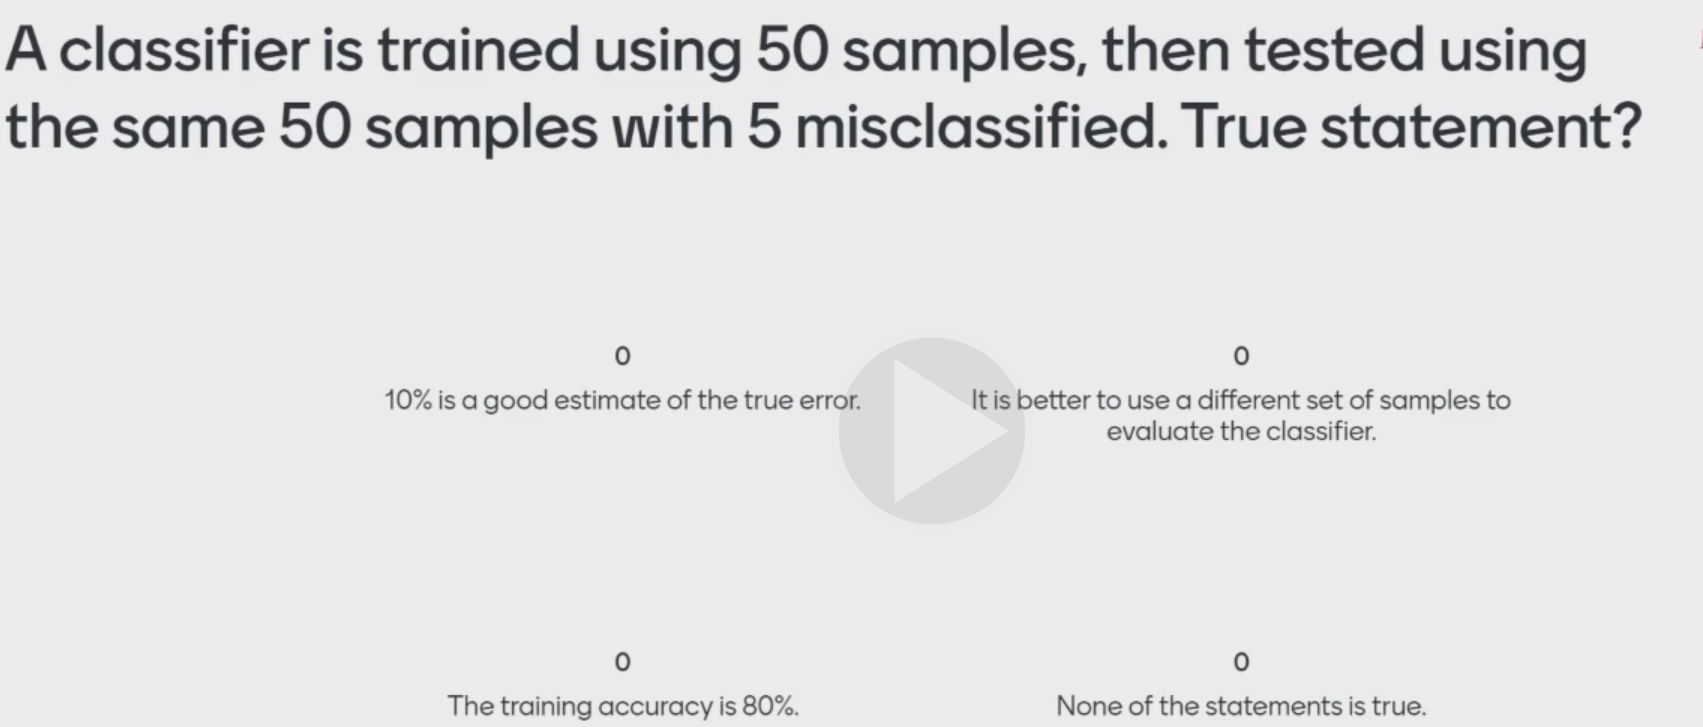 A classifier is trained using 50 samples, then tested using
the same 50 samples with 5 misclassified. True statement?
0
10% is a good estimate of the true error.
0
It is better to use a different set of samples to
evaluate the classifier.
0
The training accuracy is 80%.
0
None of the statements is true.